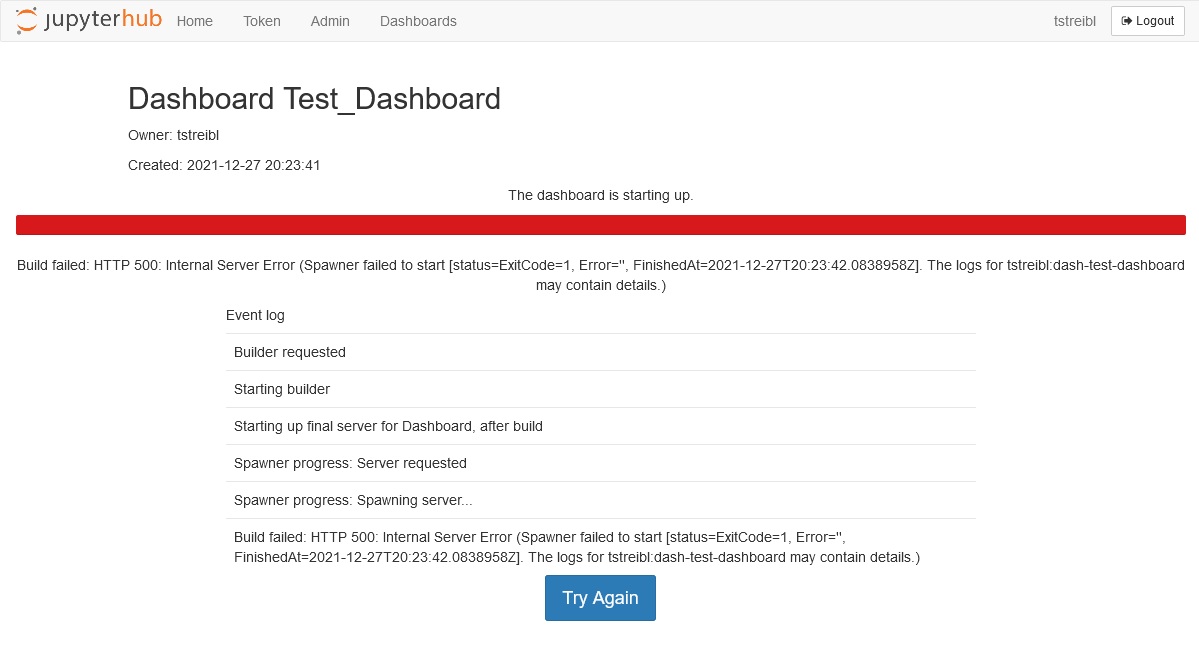 jupyterhub Home Token Admin Dashboards tstreibl Logout
Dashboard Test_Dashboard
Owner: tstreibl
Created: 2021-12-27 20:23:41
The dashboard is starting up.
Build failed: HTTP 500: Internal Server Error (Spawner failed to start [status=ExitCode=1, Error='', FinishedAt=2021-12-27T20:23:42.0838958Z]. The logs for tstreibl:dash-test-dashboard
may contain details.)
Event log
Builder requested
Starting builder
Starting up final server for Dashboard, after build
Spawner progress: Server requested
Spawner progress: Spawning server...
Build failed: HTTP 500: Internal Server Error (Spawner failed to start [status=ExitCode=1, Error='',
FinishedAt=2021-12-27T20:23:42.0838958Z]. The logs for tstreibl:dash-test-dashboard may contain details.)
Try Again